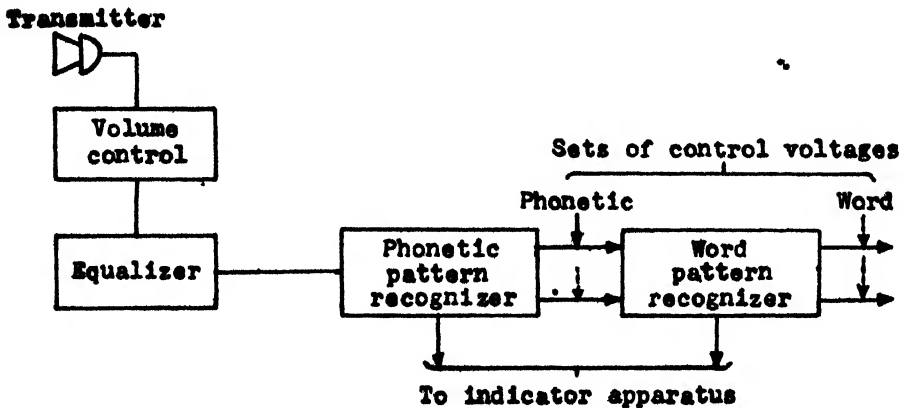 Transmitter
Volume
control
Sets of control voltages
Phonetic
Word
Equalizer
Phonetic
pattern
recognizer
Word
pattern
recognizer
To indicator apparatus